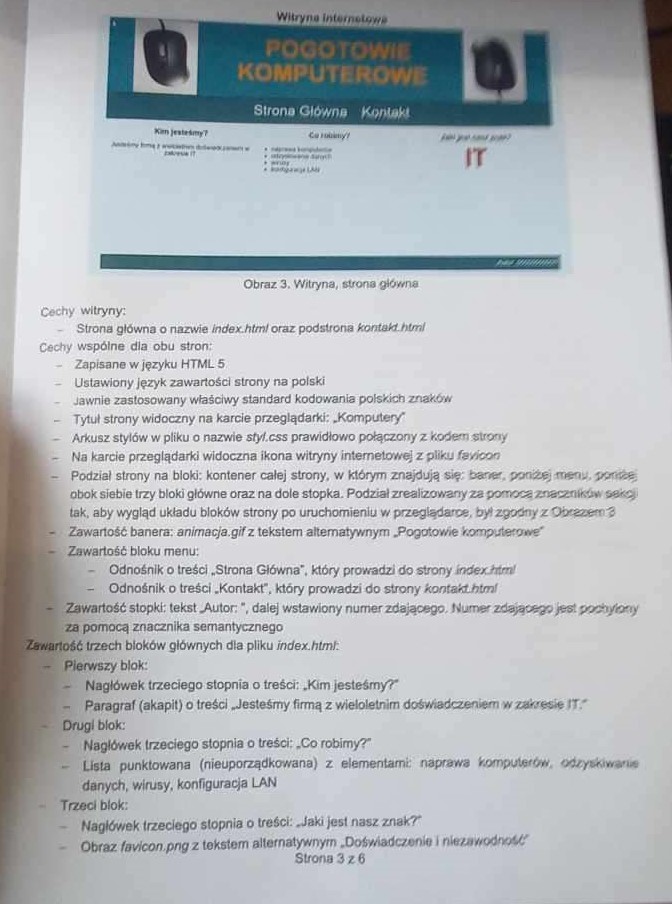 Witryna internetowa
POGOTOWIE
KOMPUTEROWE
Strona Główna Kontakt
Kim jesteśmy?
Co robimy?
Jaki jest nasz znak?
Jesteśmy firmą z wieloletnim doświadczeniem w
zakresie IT
naprawa komputerów
odzyskiwanie danych
wirusy
konfiguracja LAN
IT
Obraz 3. Witryna, strona główna
Cechy witryny:
– Strona główna o nazwie index.html oraz podstrona kontakt.html
Cechy wspólne dla obu stron:
– Zapisane w języku HTML 5
– Ustawiony język zawartości strony na polski
– Jawnie zastosowany właściwy standard kodowania polskich znaków
– Tytuł strony widoczny na karcie przeglądarki: „Komputery”
– Arkusz stylów w pliku o nazwie styl.css prawidłowo połączony z kodem strony
– Na karcie przeglądarki widoczna ikona witryny internetowej z pliku favicon
– Podział strony na bloki: kontener całej strony, w którym znajdują się: baner, poniżej menu, poniżej
obok siebie trzy bloki główne oraz na dole stopka. Podział zrealizowany za pomocą znaczników sekcji
tak, aby wygląd układu bloków strony po uruchomieniu w przeglądarce, był zgodny z Obrazem 3
– Zawartość banera: animacja.gif z tekstem alternatywnym „Pogotowie komputerowe”
– Zawartość bloku menu:
– Odnośnik o treści „Strona Główna”, który prowadzi do strony index.html
– Odnośnik o treści „Kontakt”, który prowadzi do strony kontakt.html
– Zawartość stopki: tekst „Autor: ”, dalej wstawiony numer zdającego. Numer zdającego jest pochylony
za pomocą znacznika semantycznego
Zawartość trzech bloków głównych dla pliku index.html:
– Pierwszy blok:
– Nagłówek trzeciego stopnia o treści: „Kim jesteśmy?”
– Paragraf (akapit) o treści „Jesteśmy firmą z wieloletnim doświadczeniem w zakresie IT.”
– Drugi blok:
– Nagłówek trzeciego stopnia o treści: „Co robimy?”
– Lista punktowana (nieuporządkowana) z elementami: naprawa komputerów, odzyskiwanie
danych, wirusy, konfiguracja LAN
– Trzeci blok:
– Nagłówek trzeciego stopnia o treści: „Jaki jest nasz znak?”
– Obraz favicon.png z tekstem alternatywnym „Doświadczenie i niezawodność”
Strona 3 z 6